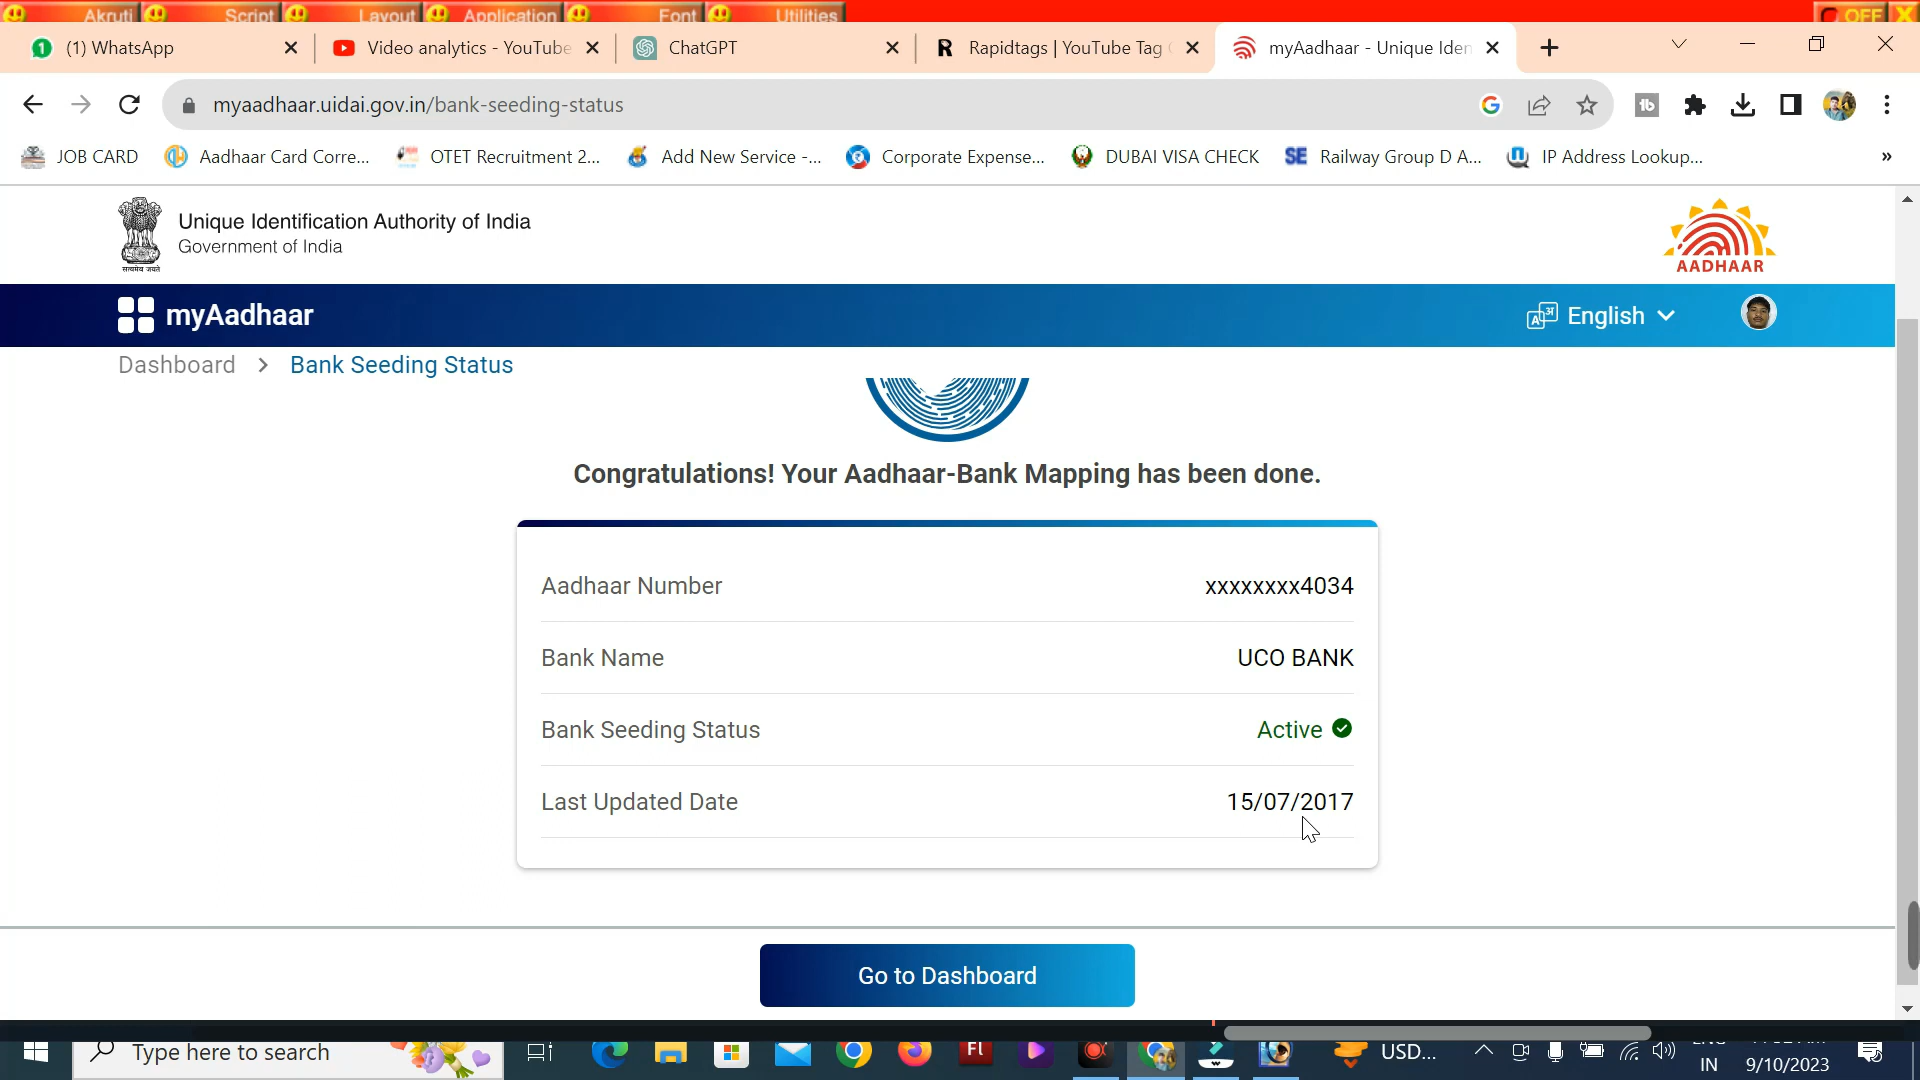 Akruti Script Layout Application Font Utilities OFF X
(1) WhatsApp
Video analytics - YouTube
ChatGPT
Rapidtags | YouTube Tag
myAadhaar - Unique Iden
myaadhaar.uidai.gov.in/bank-seeding-status
JOB CARD
Aadhaar Card Corre...
OTET Recruitment 2...
Add New Service -...
Corporate Expense...
DUBAI VISA CHECK
SE Railway Group D A...
IP Address Lookup...
»
Unique Identification Authority of India
Government of India
सत्यमेव जयते
AADHAAR
myAadhaar
English
Dashboard > Bank Seeding Status
Congratulations! Your Aadhaar-Bank Mapping has been done.
Aadhaar Number xxxxxxxx4034
Bank Name UCO BANK
Bank Seeding Status Active
Last Updated Date 15/07/2017
Go to Dashboard
Type here to search
Fl
USD...
IN
9/10/2023